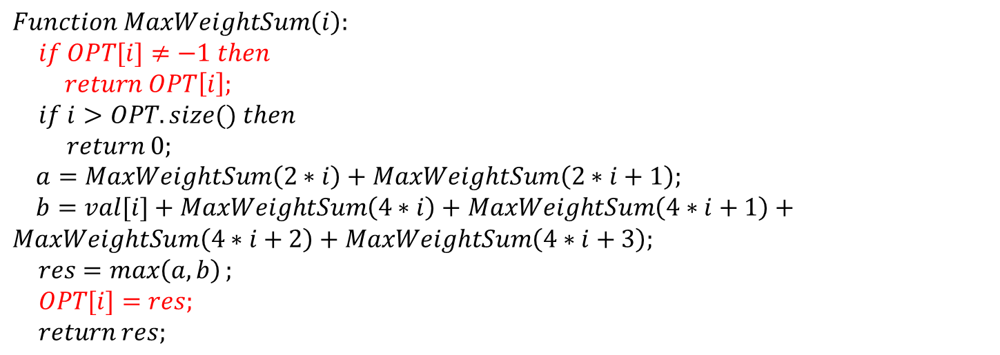 Function MaxWeightSum(i):
if OPT[i] ≠ −1 then
return OPT[i];
if i > OPT.size() then
return 0;
a = MaxWeightSum(2 ∗ i) + MaxWeightSum(2 ∗ i + 1);
b = val[i] + MaxWeightSum(4 ∗ i) + MaxWeightSum(4 ∗ i + 1) +
MaxWeightSum(4 ∗ i + 2) + MaxWeightSum(4 ∗ i + 3);
res = max(a, b) ;
OPT[i] = res;
return res;